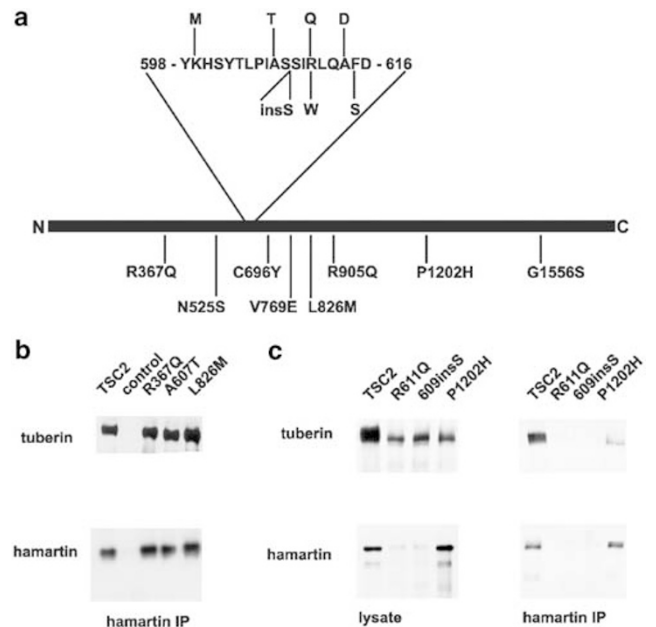 a
M T Q D
598 - YKHSYTLPIASSIRLQAFD - 616
insS W S
N C
R367Q C696Y R905Q P1202H G1556S
N525S V769E L826M
b
TSC2 control R367Q A607T L826M
tuberin
hamartin
hamartin IP
c
TSC2 R611Q 609insS P1202H
TSC2 R611Q 609insS P1202H
tuberin
hamartin
lysate hamartin IP